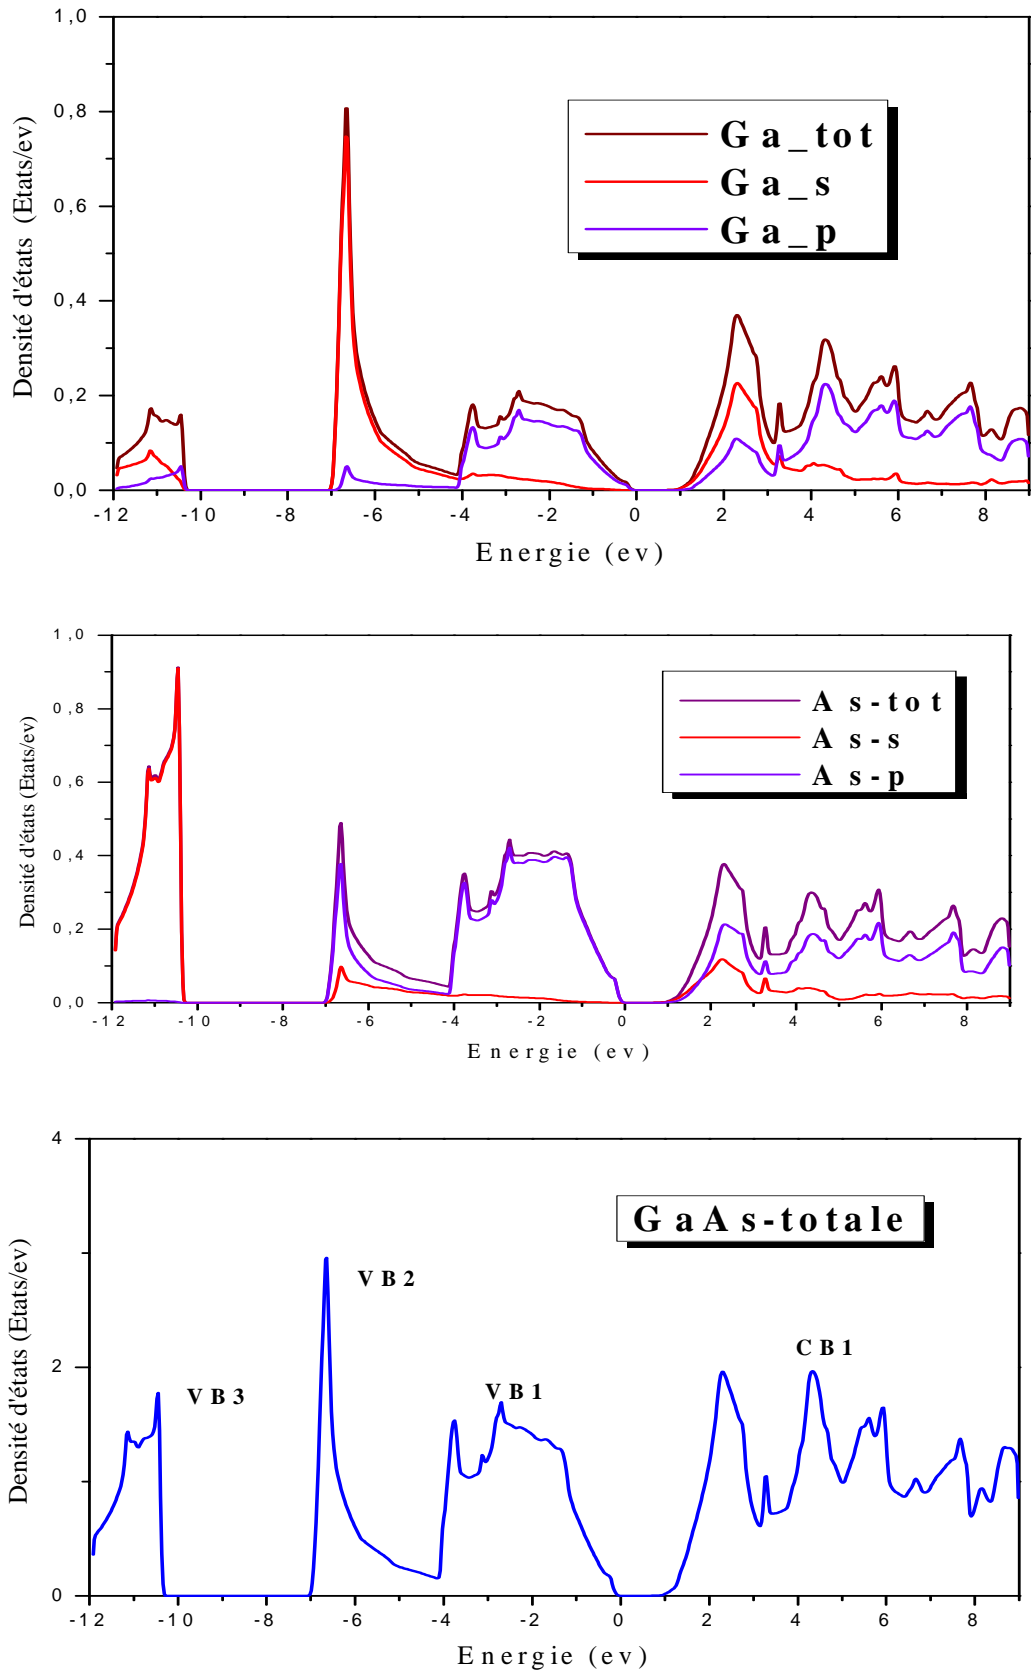 1,0
0,8
0,6
0,4
0,2
0,0
Densité d'états (Etats/ev)
Ga_tot
Ga_s
Ga_p
-12 -10 -8 -6 -4 -2 0 2 4 6 8
Energie (ev)
1,0
0,8
0,6
0,4
0,2
0,0
Densité d'états (Etats/ev)
As-tot
As-s
As-p
-12 -10 -8 -6 -4 -2 0 2 4 6 8
Energie (ev)
4
3
2
1
0
Densité d'états (Etats/ev)
GaAs-totale
VB2
CB1
VB3
VB1
-12 -10 -8 -6 -4 -2 0 2 4 6 8
Energie (ev)